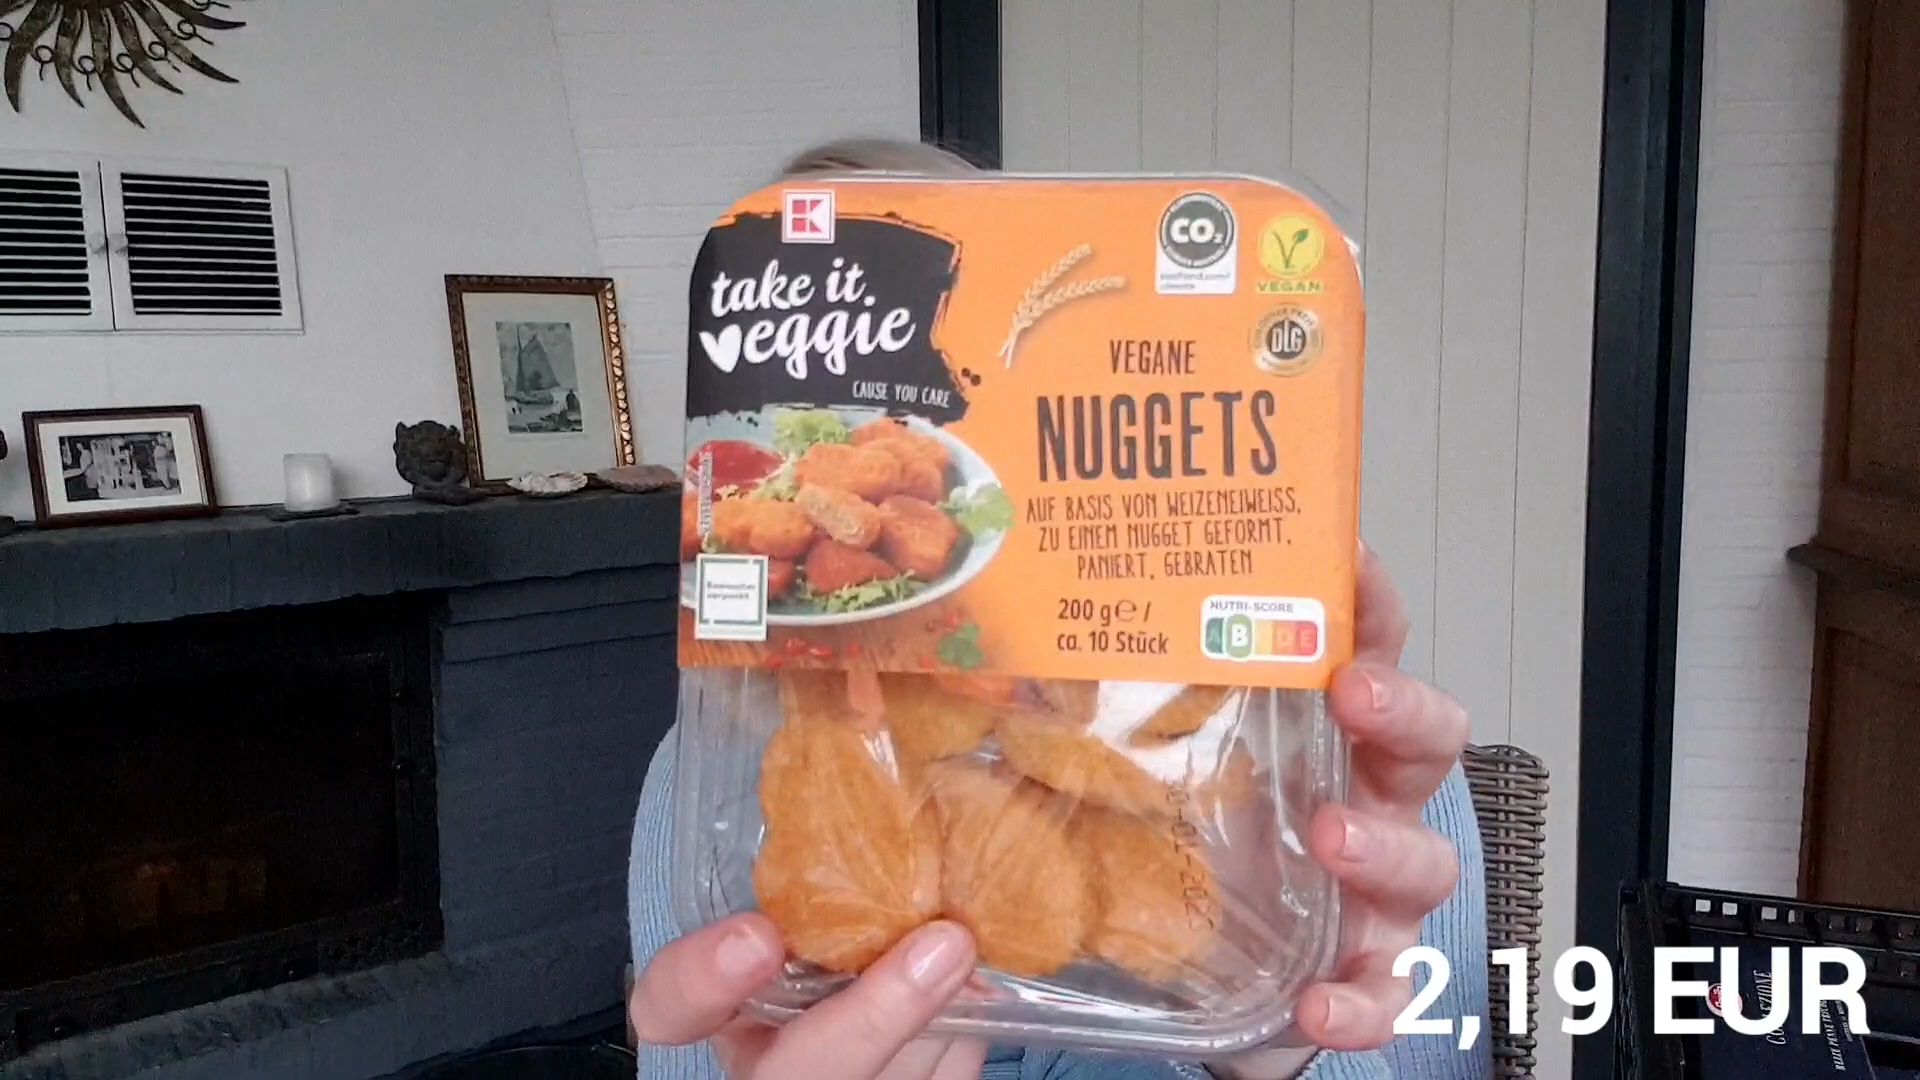 K
take it
veggie
CAUSE YOU CARE
CO₂
VEGAN
DLG
VEGANE
NUGGETS
AUF BASIS VON WEIZENEIWEISS,
ZU EINEM NUGGET GEFORMT,
PANIERT, GEBRATEN
200 g ℮ /
ca. 10 Stück
NUTRI-SCORE
A B D E
2,19 EUR